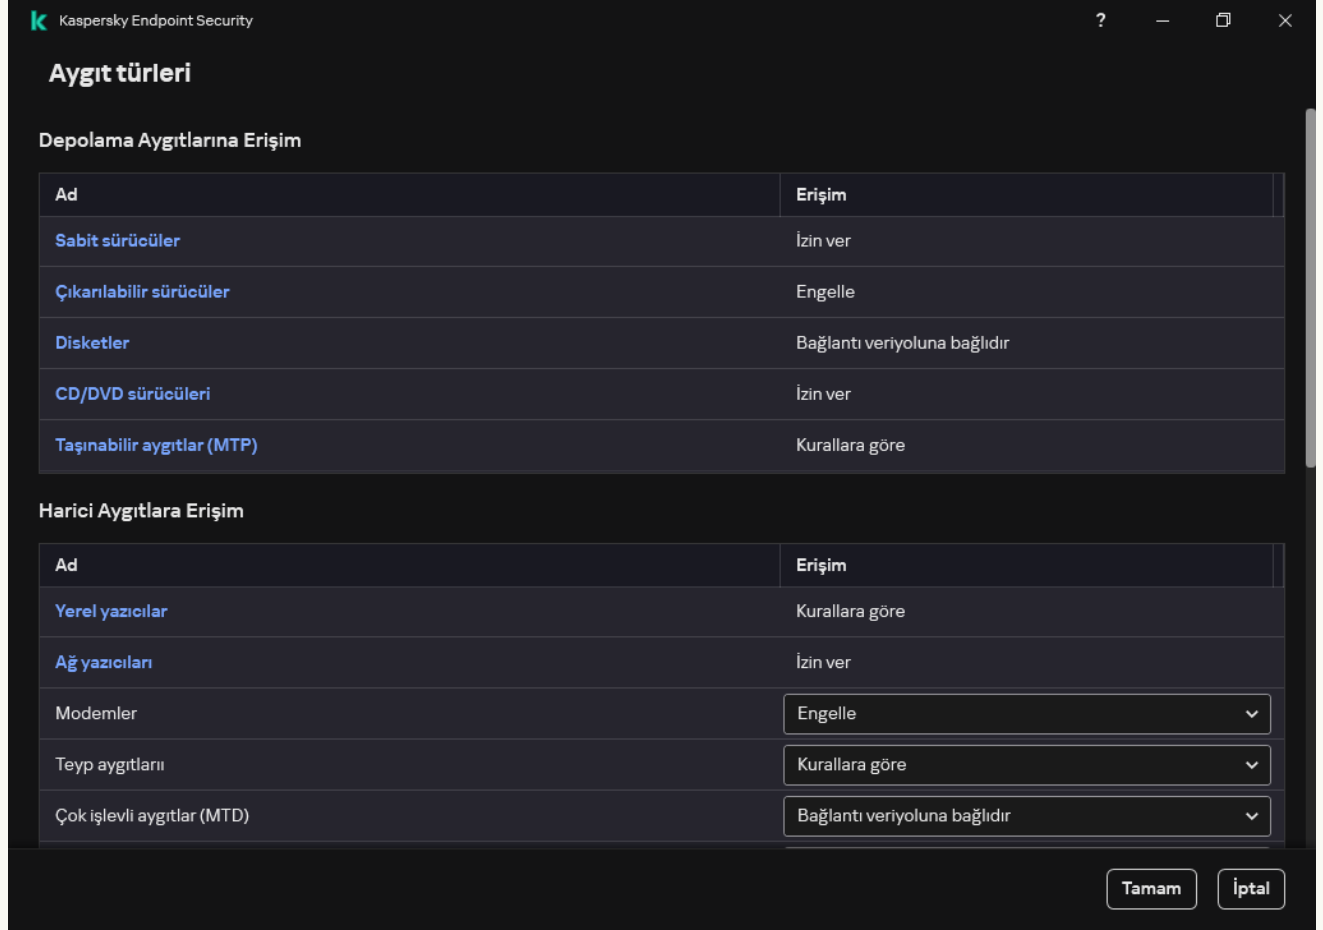 Kaspersky Endpoint Security
?
Aygıt türleri
Depolama Aygıtlarına Erişim
Ad Erişim
Sabit sürücüler İzin ver
Çıkarılabilir sürücüler Engelle
Disketler Bağlantı veriyoluna bağlıdır
CD/DVD sürücüleri İzin ver
Taşınabilir aygıtlar (MTP) Kurallara göre
Harici Aygıtlara Erişim
Ad Erişim
Yerel yazıcılar Kurallara göre
Ağ yazıcıları İzin ver
Modemler Engelle
Teyp aygıtlarıı Kurallara göre
Çok işlevli aygıtlar (MTD) Bağlantı veriyoluna bağlıdır
Tamam İptal